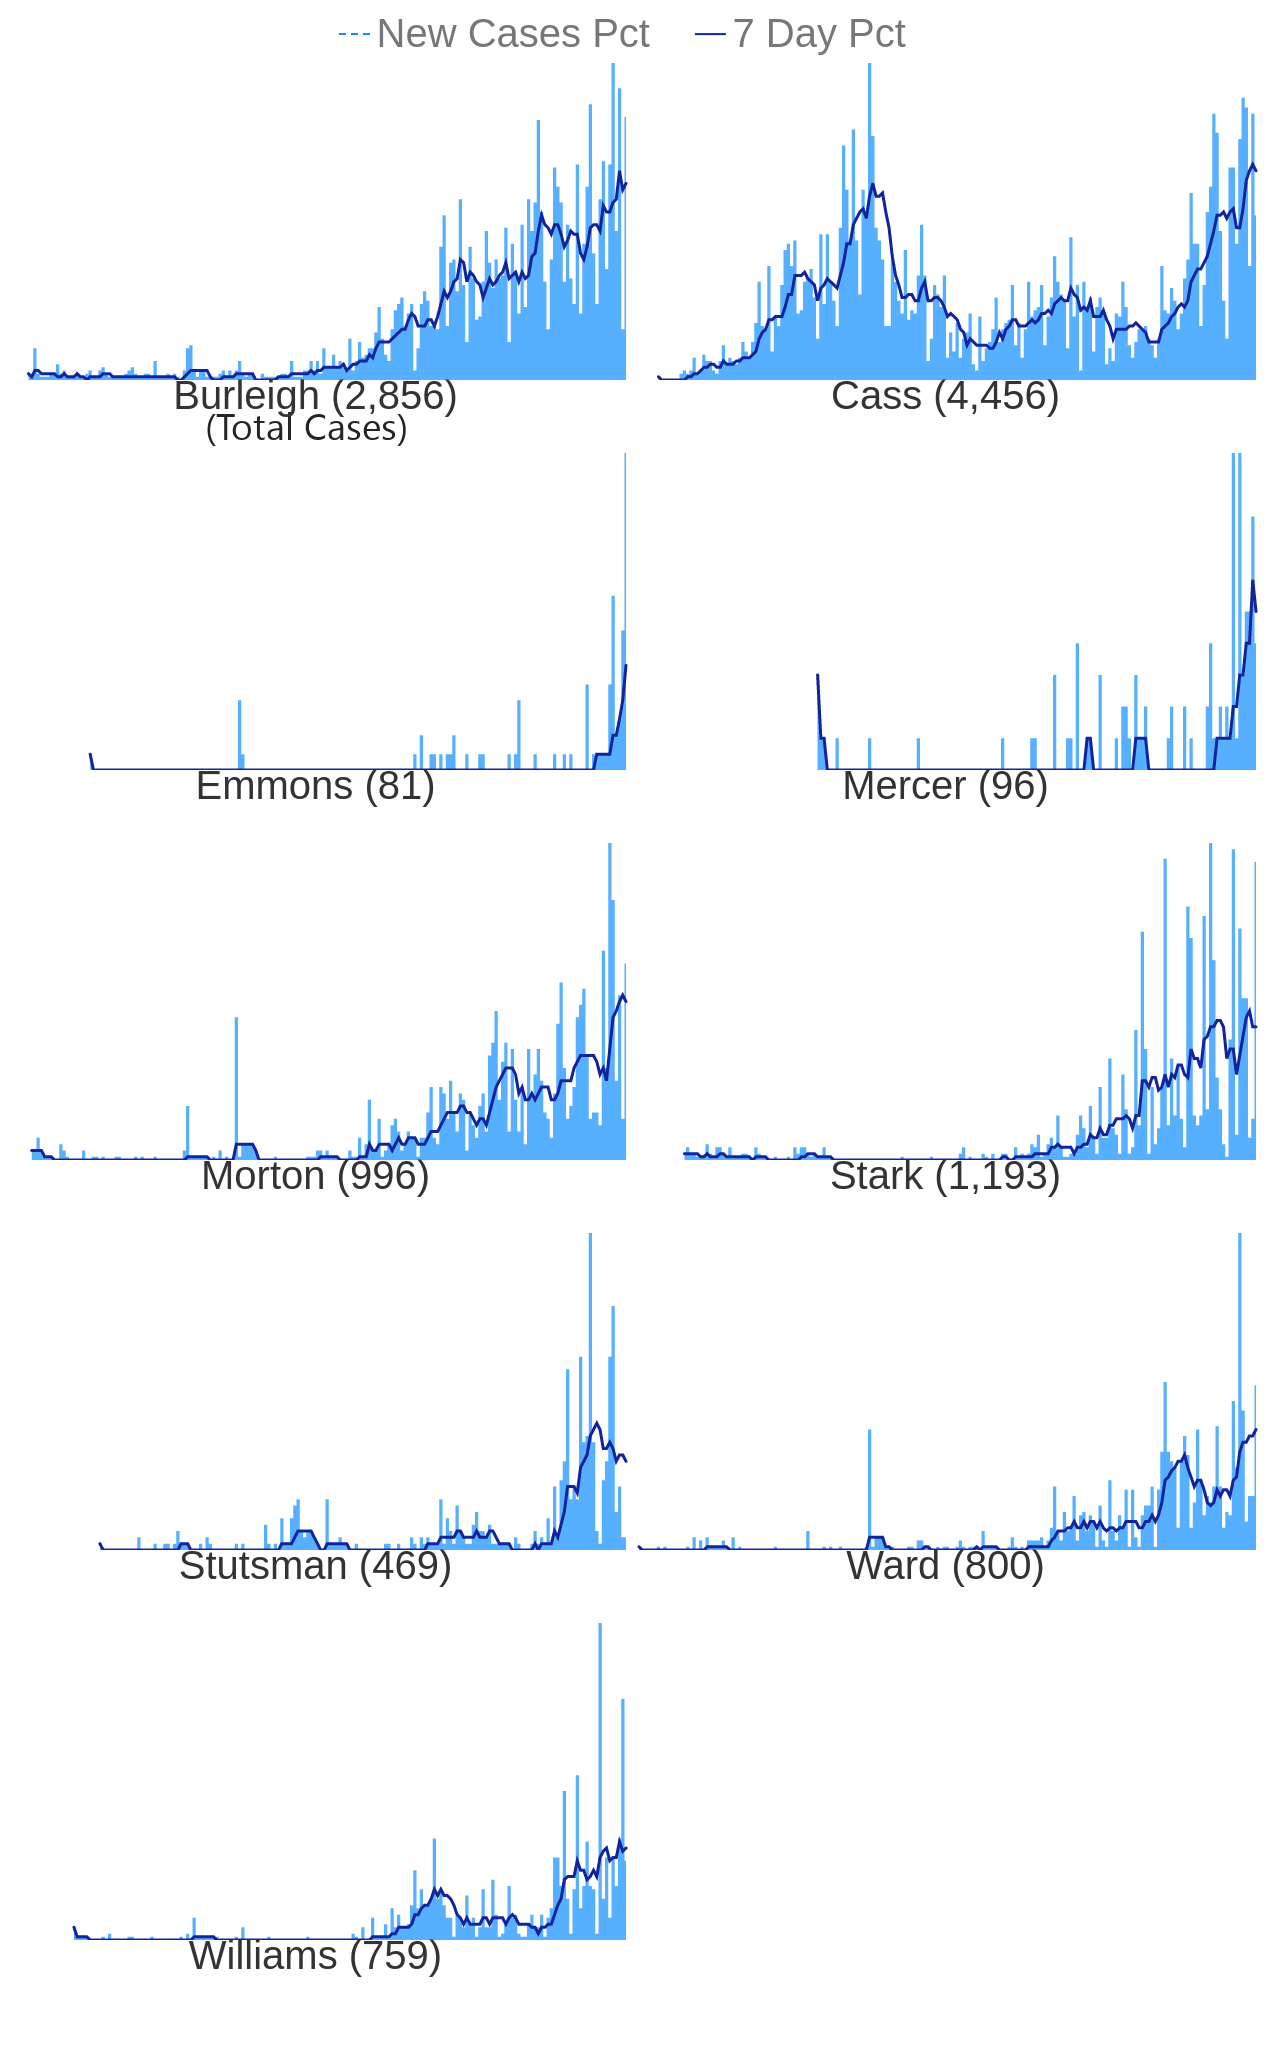 New Cases Pct 7 Day Pct
Burleigh (2,856) Cass (4,456)
(Total Cases)
Emmons (81) Mercer (96)
Morton (996) Stark (1,193)
Stutsman (469) Ward (800)
Williams (759)